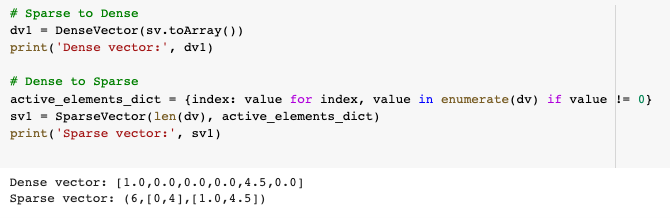 # Sparse to Dense
dv1 = DenseVector(sv.toArray())
print('Dense vector:', dv1)
# Dense to Sparse
active_elements_dict = {index: value for index, value in enumerate(dv) if value != 0}
sv1 = SparseVector(len(dv), active_elements_dict)
print('Sparse vector:', sv1)
Dense vector: [1.0,0.0,0.0,0.0,4.5,0.0]
Sparse vector: (6,[0,4],[1.0,4.5])